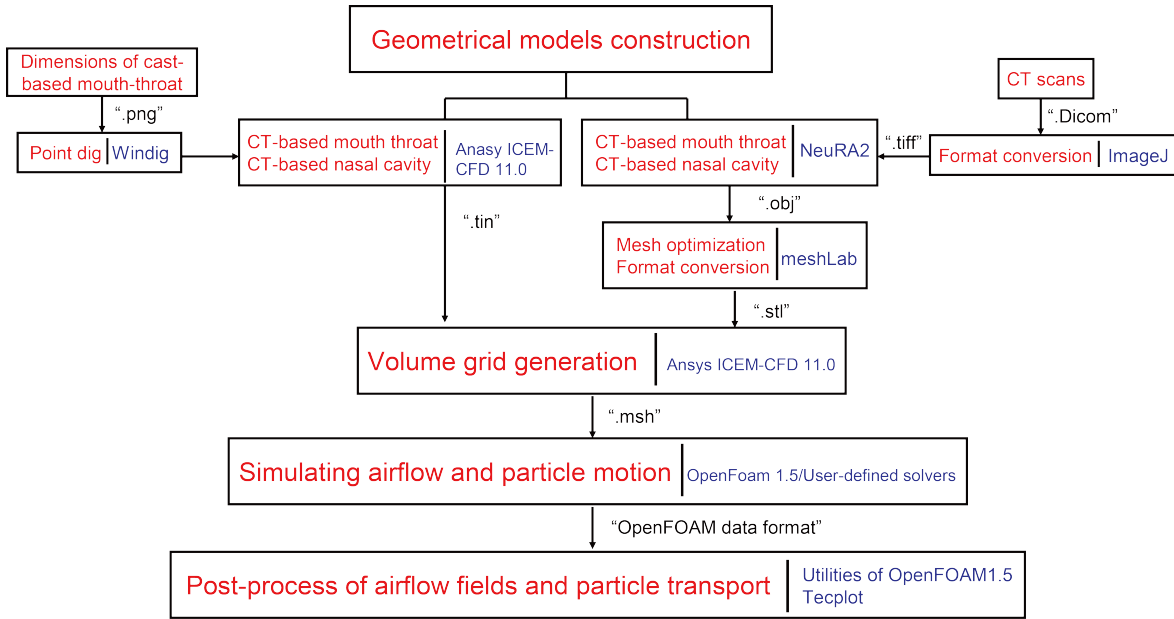 Geometrical models construction
Dimensions of cast-
based mouth-throat
CT scans
“.png”
“.Dicom”
Point dig
Windig
CT-based mouth throat
CT-based nasal cavity
Anasy ICEM-
CFD 11.0
CT-based mouth throat
CT-based nasal cavity
NeuRA2
“.tiff”
Format conversion
ImageJ
“.tin”
“.obj”
Mesh optimization
Format conversion
meshLab
“.stl”
Volume grid generation
Ansys ICEM-CFD 11.0
“.msh”
Simulating airflow and particle motion
OpenFoam 1.5/User-defined solvers
“OpenFOAM data format”
Post-process of airflow fields and particle transport
Utilities of OpenFOAM1.5
Tecplot